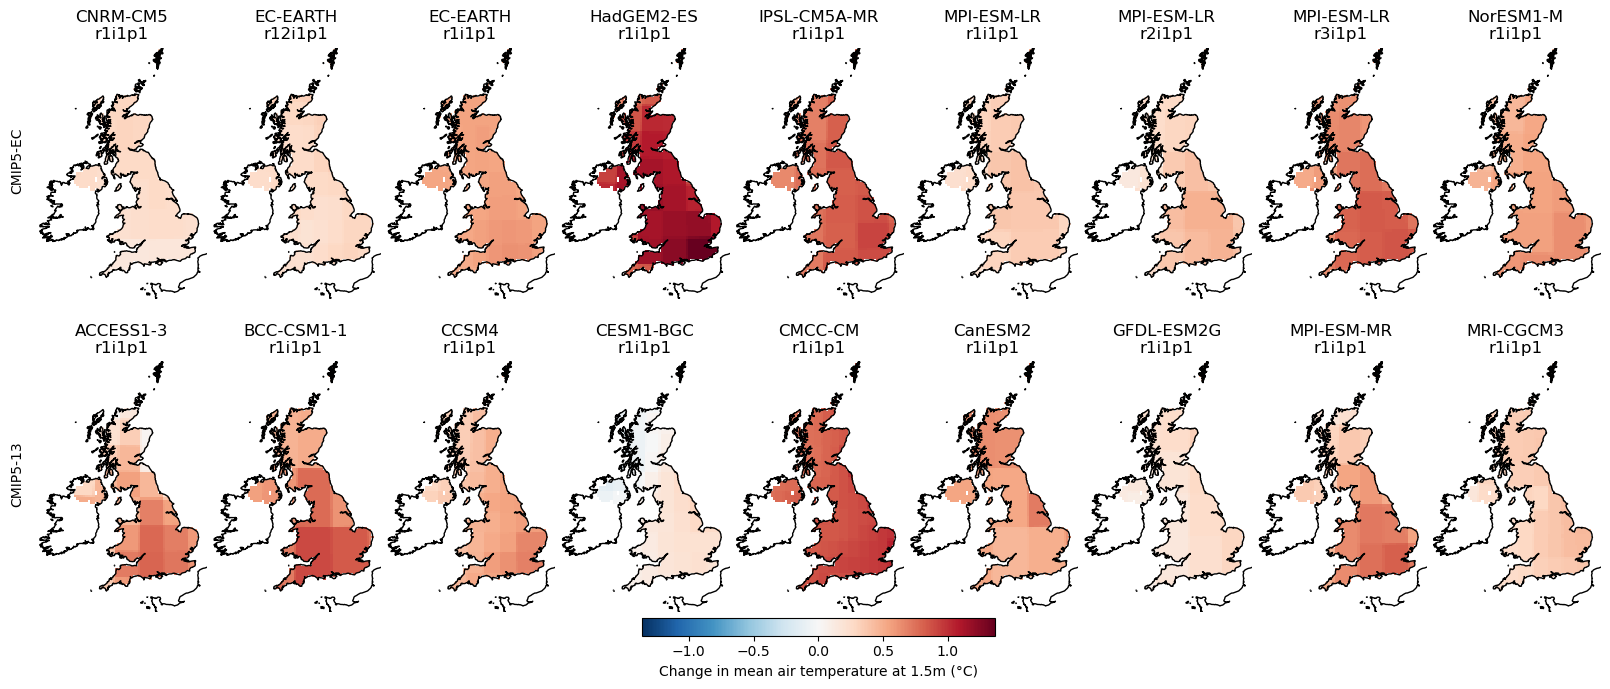 CNRM-CM5
r1i1p1
EC-EARTH
r12i1p1
EC-EARTH
r1i1p1
HadGEM2-ES
r1i1p1
IPSL-CM5A-MR
r1i1p1
MPI-ESM-LR
r1i1p1
MPI-ESM-LR
r2i1p1
MPI-ESM-LR
r3i1p1
NorESM1-M
r1i1p1
CMIP5-EC
ACCESS1-3
r1i1p1
BCC-CSM1-1
r1i1p1
CCSM4
r1i1p1
CESM1-BGC
r1i1p1
CMCC-CM
r1i1p1
CanESM2
r1i1p1
GFDL-ESM2G
r1i1p1
MPI-ESM-MR
r1i1p1
MRI-CGCM3
r1i1p1
CMIP5-13
−1.0 −0.5 0.0 0.5 1.0
Change in mean air temperature at 1.5m (°C)